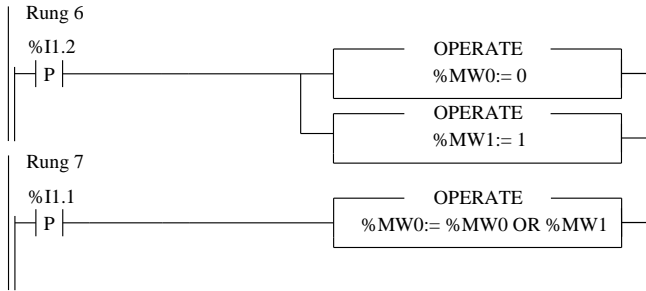 Rung 6
%I1.2
P
OPERATE
%MW0:= 0
OPERATE
%MW1:= 1
Rung 7
%I1.1
P
OPERATE
%MW0:= %MW0 OR %MW1